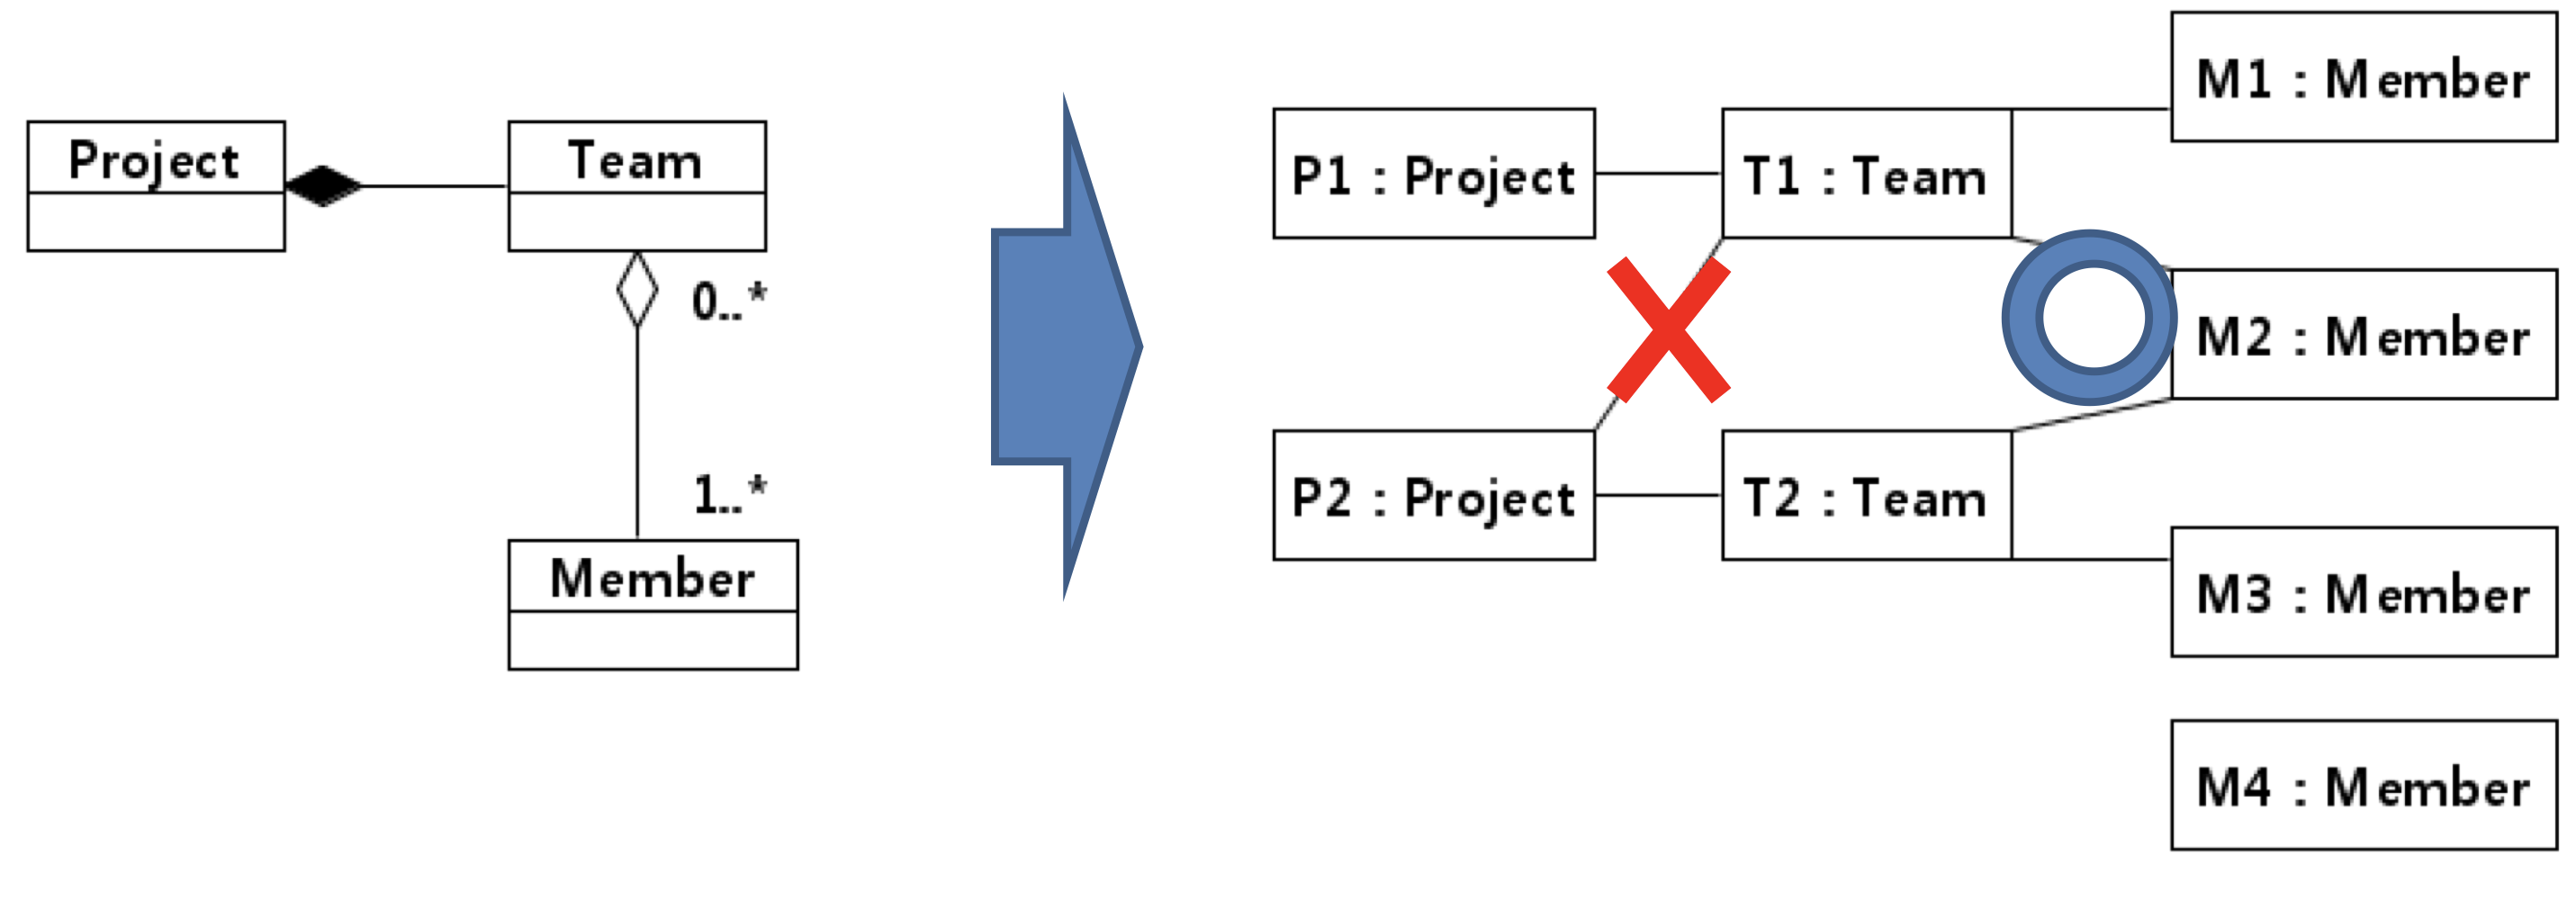 Project
Team
0..*
1..*
Member
P1 : Project
T1 : Team
M1 : Member
M2 : Member
P2 : Project
T2 : Team
M3 : Member
M4 : Member